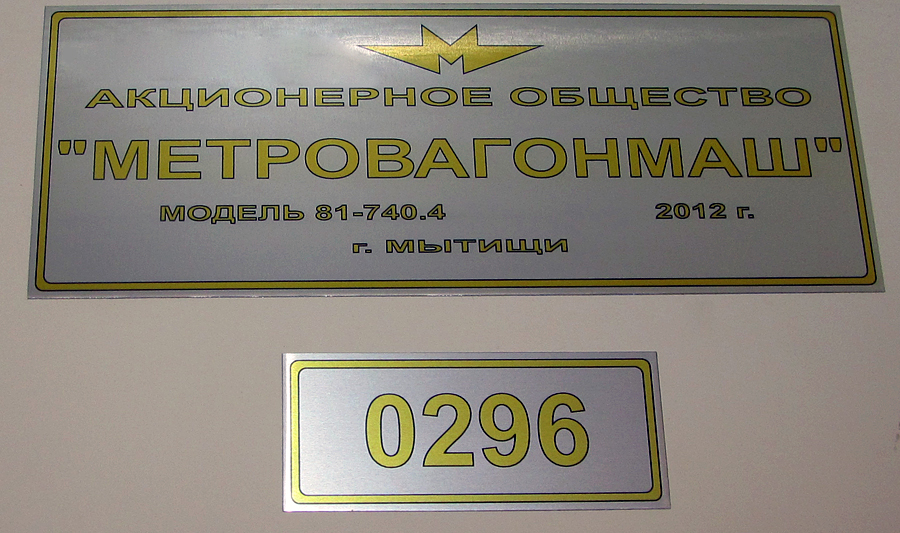 АКЦИОНЕРНОЕ ОБЩЕСТВО
"МЕТРОВАГОНМАШ"
МОДЕЛЬ 81-740.4 2012 г.
г. МЫТИЩИ
0296